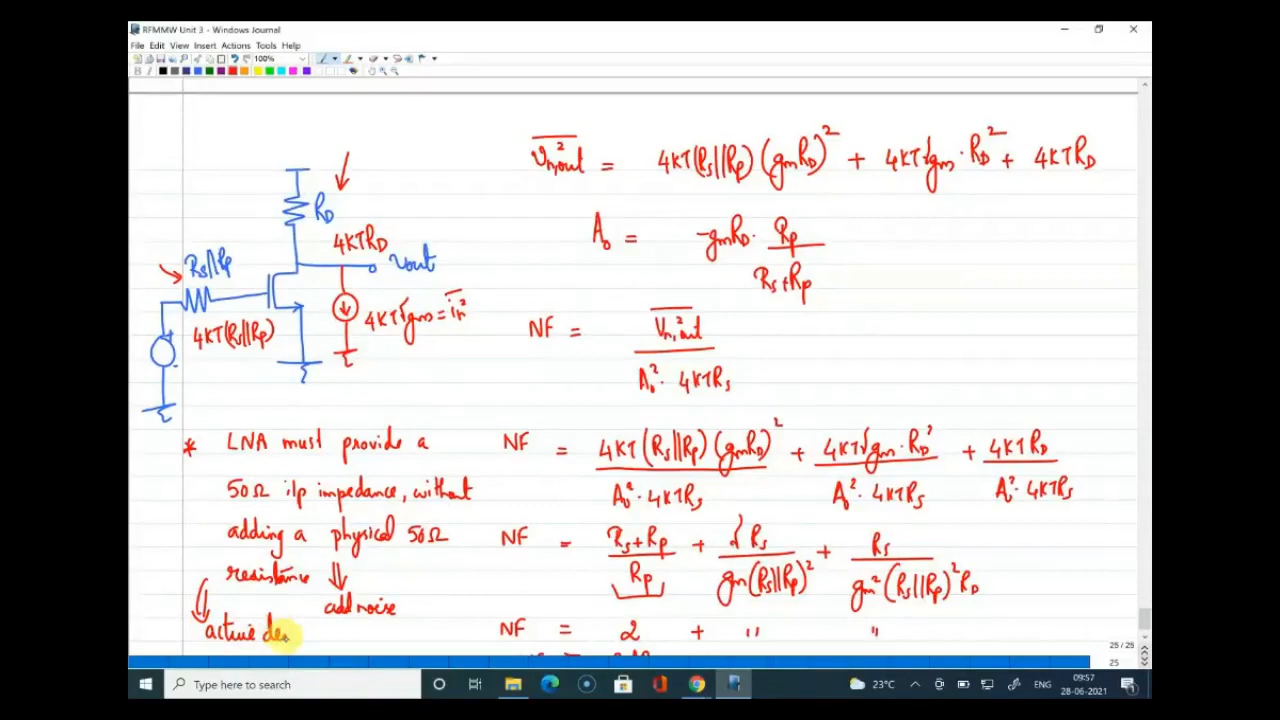 RFMMW Unit 3 - Windows Journal
File Edit View Insert Actions Tools Help
100%
B I
V²n,out = 4KT(Rs||Rp) (gmRD)² + 4KTγgm · RD² + 4KTRD
A₀ = -gmRD · Rp / (Rs+Rp)
RD
4KTRD
Vout
Rs||Rp
4KT(Rs||Rp)
4KTγgm = in²
NF = V²n,out / (A₀² · 4KTRs)
* LNA must provide a
50Ω i/p impedance, without
adding a physical 50Ω
resistance
add noise
active de
NF = 4KT(Rs||Rp)(gmRD)² / (A₀² · 4KTRs) + 4KTγgm · RD² / (A₀² · 4KTRs) + 4KTRD / (A₀² · 4KTRs)
NF = (Rs+Rp) / Rp + γRs / (gm(Rs||Rp)²) + Rs / (gm²(Rs||Rp)²RD)
NF = 2 + " "
25 / 25
25
Type here to search
23°C
ENG
09:57
28-06-2021